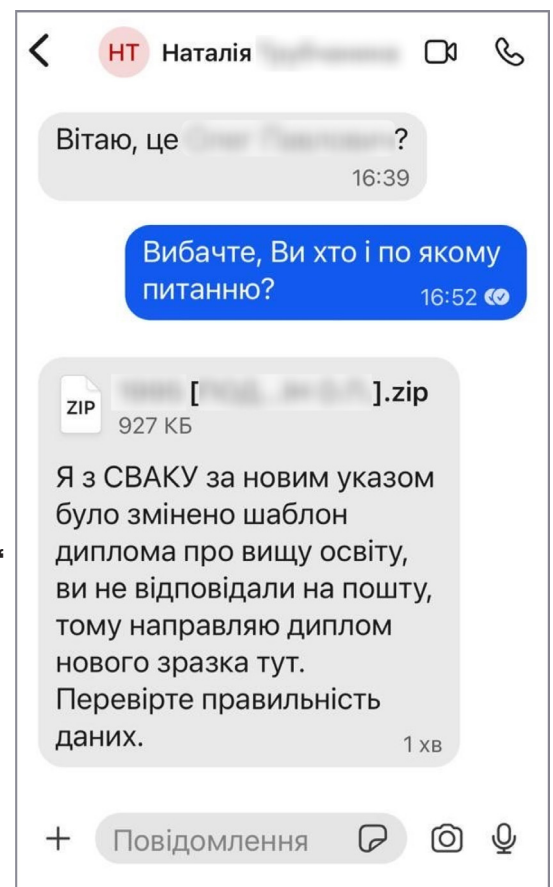 НТ Наталія
Вітаю, це ?
16:39
Вибачте, Ви хто і по якому
питанню? 16:52
ZIP [ ].zip
927 КБ
Я з СВАКУ за новим указом
було змінено шаблон
диплома про вищу освіту,
ви не відповідали на пошту,
тому направляю диплом
нового зразка тут.
Перевірте правильність
даних. 1 хв
Повідомлення